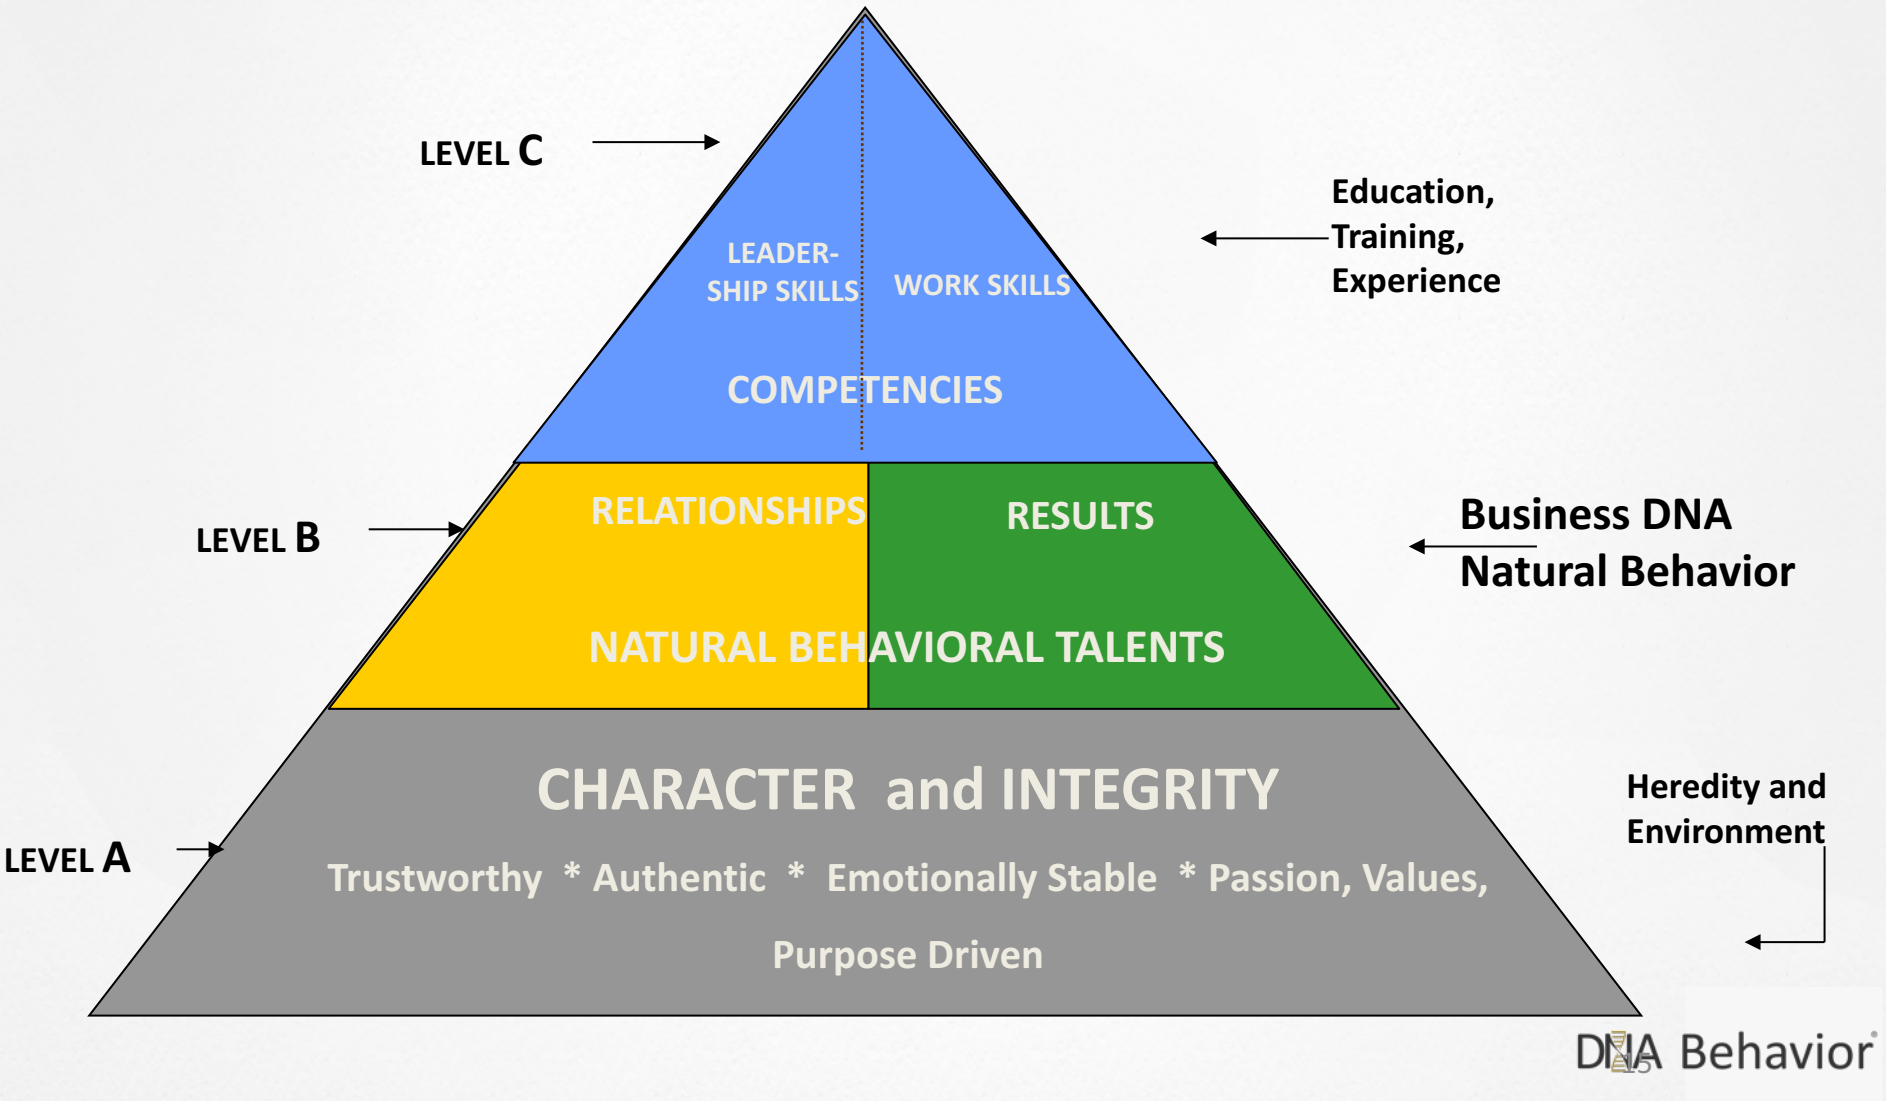 LEVEL C
Education,
Training,
Experience
LEADER-
SHIP SKILLS
WORK SKILLS
COMPETENCIES
LEVEL B
RELATIONSHIPS
RESULTS
Business DNA
Natural Behavior
NATURAL BEHAVIORAL TALENTS
CHARACTER and INTEGRITY
Heredity and
Environment
LEVEL A
Trustworthy * Authentic * Emotionally Stable * Passion, Values,
Purpose Driven
DNA Behavior®
15